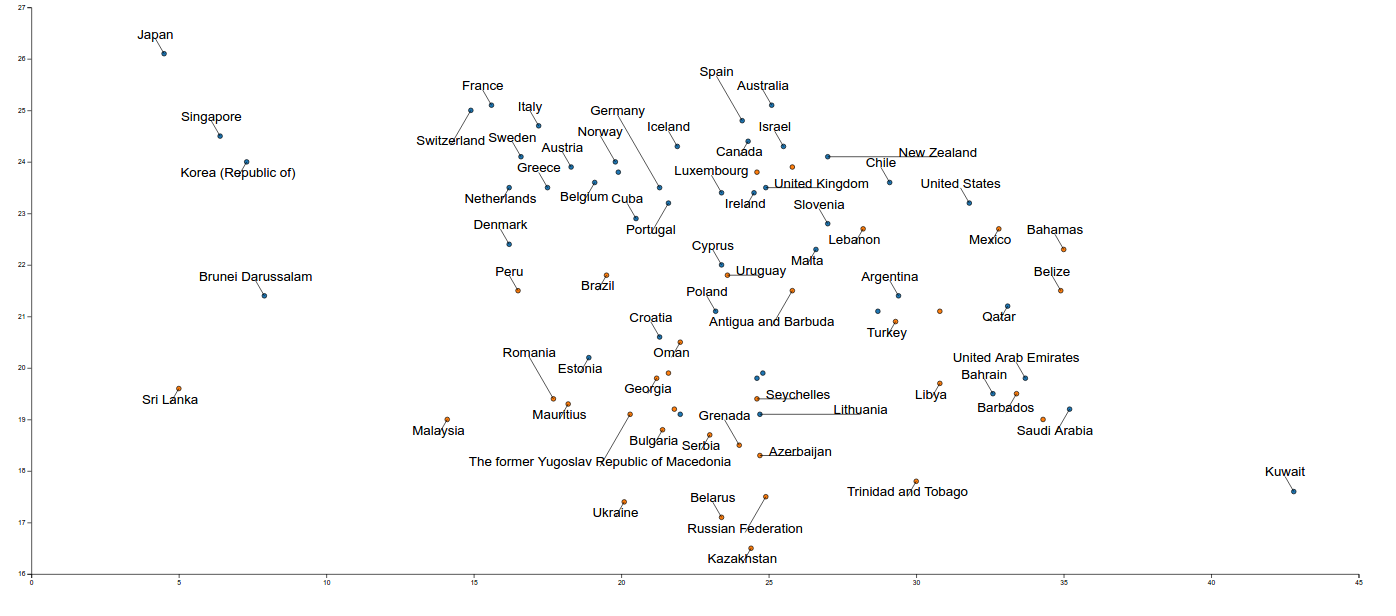 27
Japan
26
Spain
France
Australia
Italy
Germany
25
Singapore
Norway
Iceland
Israel
Switzerland
Sweden
Austria
Canada
New Zealand
24
Korea (Republic of)
Greece
Luxembourg
Chile
United Kingdom
United States
Netherlands
Belgium
Cuba
Ireland
Slovenia
23
Denmark
Portugal
Lebanon
Mexico
Bahamas
Cyprus
Malta
22
Brunei Darussalam
Peru
Brazil
Uruguay
Argentina
Belize
Poland
21
Croatia
Antigua and Barbuda
Turkey
Qatar
Romania
Oman
20
Estonia
United Arab Emirates
Georgia
Bahrain
Sri Lanka
Seychelles
Libya
Mauritius
Grenada
Lithuania
Barbados
19
Malaysia
Bulgaria
Serbia
Saudi Arabia
The former Yugoslav Republic of Macedonia
Azerbaijan
18
Kuwait
Ukraine
Belarus
Trinidad and Tobago
17
Russian Federation
Kazakhstan
16
0 5 10 15 20 25 30 35 40 45